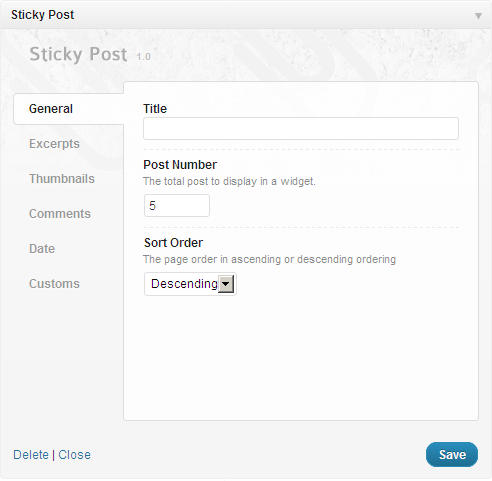 Sticky Post
Sticky Post 1.0
General
Excerpts
Thumbnails
Comments
Date
Customs
Title
Post Number
The total post to display in a widget.
5
Sort Order
The page order in ascending or descending ordering
Descending
Delete | Close
Save